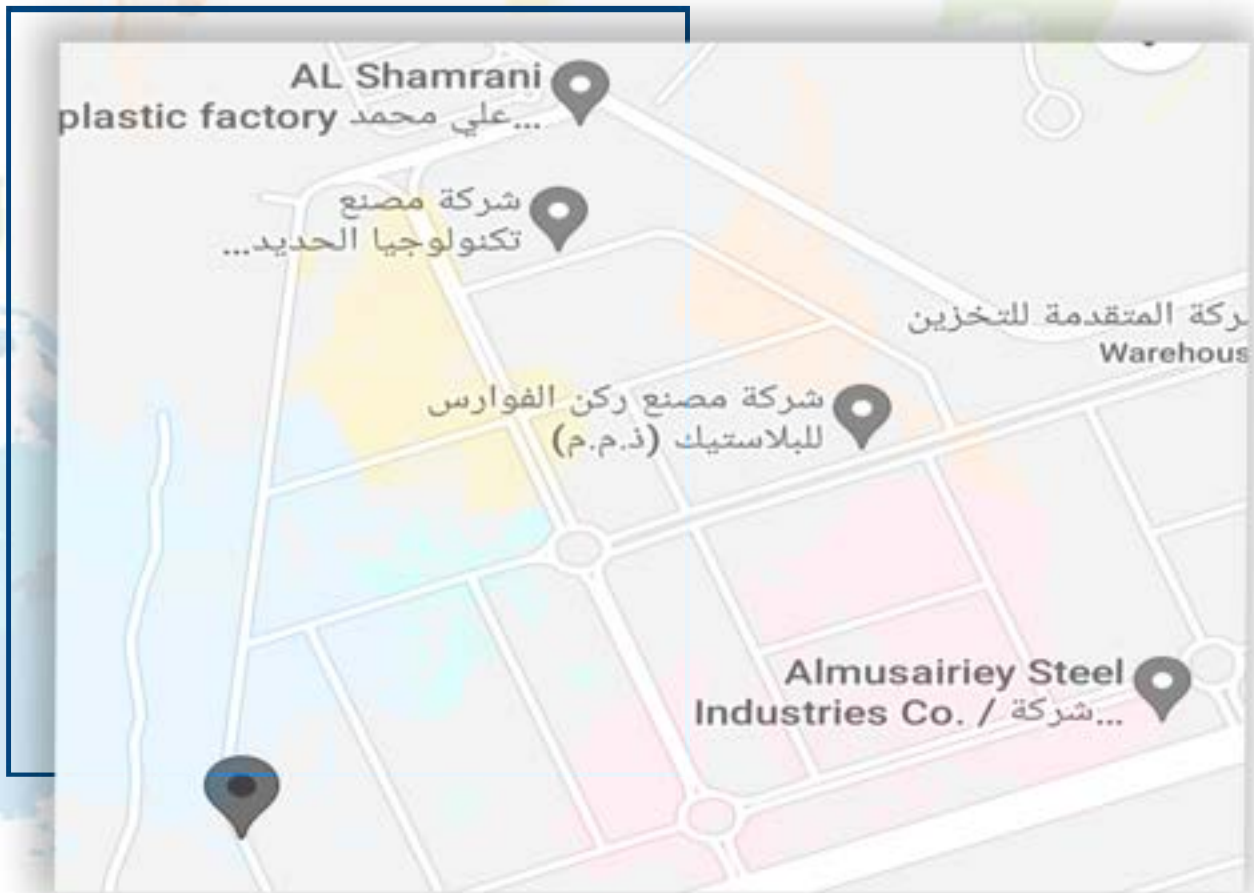 AL Shamrani
plastic factory علي محمد...
شركة مصنع
تكنولوجيا الحديد...
ركة المتقدمة للتخزين
Warehous
شركة مصنع ركن الفوارس
للبلاستيك (ذ.م.م)
Almusairiey Steel
Industries Co. / شركة...